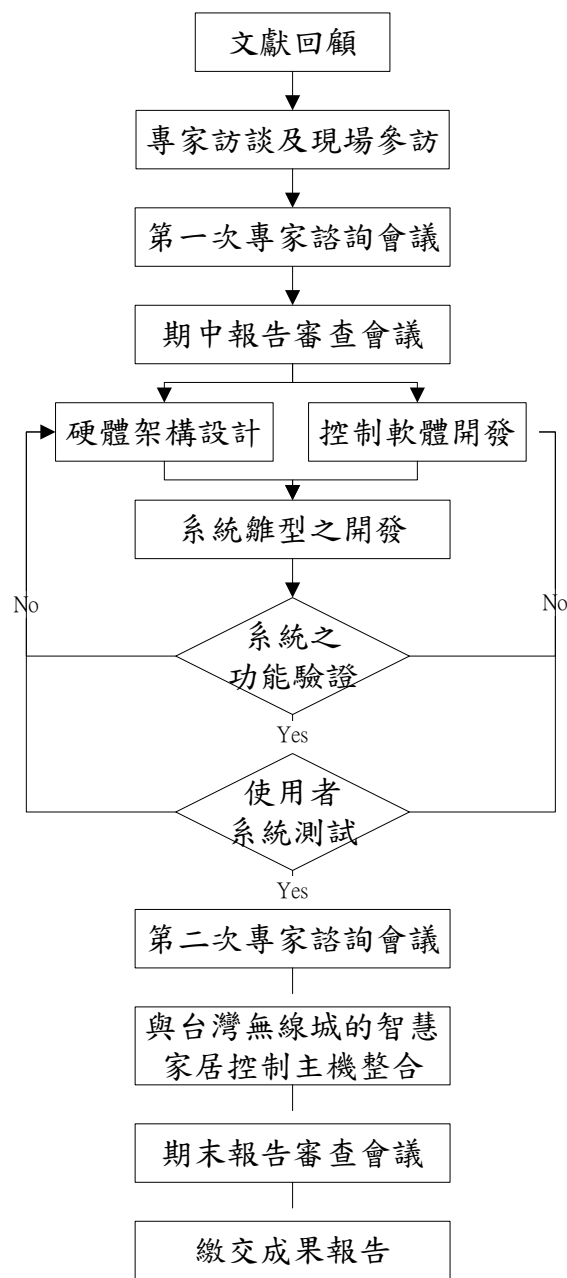 文獻回顧
專家訪談及現場參訪
第一次專家諮詢會議
期中報告審查會議
硬體架構設計
控制軟體開發
系統雛型之開發
No
No
系統之
功能驗證
Yes
使用者
系統測試
Yes
第二次專家諮詢會議
與台灣無線城的智慧
家居控制主機整合
期末報告審查會議
繳交成果報告